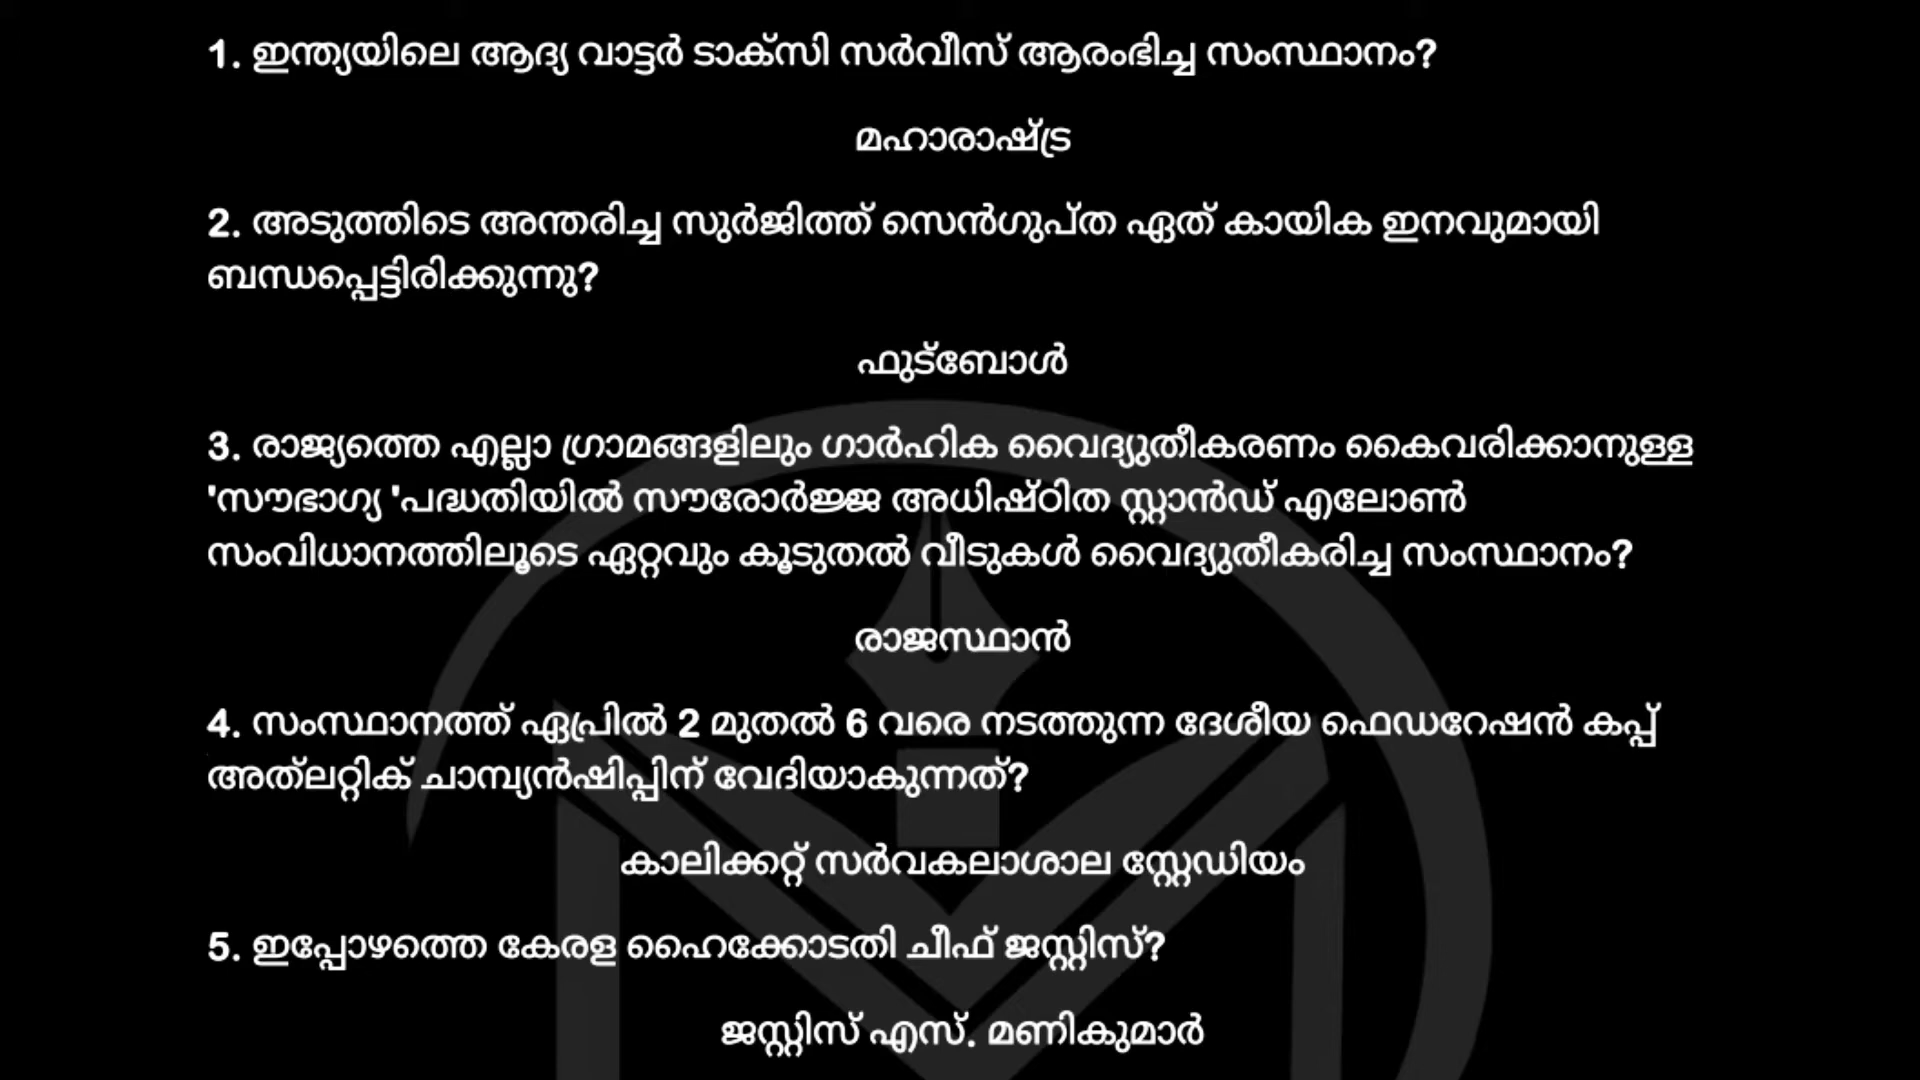 1. ഇന്ത്യയിലെ ആദ്യ വാട്ടർ ടാക്സി സർവീസ് ആരംഭിച്ച സംസ്ഥാനം?
മഹാരാഷ്ട്ര
2. അടുത്തിടെ അന്തരിച്ച സുർജിത്ത് സെൻഗുപ്ത ഏത് കായിക ഇനവുമായി
ബന്ധപ്പെട്ടിരിക്കുന്നു?
ഫുട്ബോൾ
3. രാജ്യത്തെ എല്ലാ ഗ്രാമങ്ങളിലും ഗാർഹിക വൈദ്യുതീകരണം കൈവരിക്കാനുള്ള
'സൗഭാഗ്യ 'പദ്ധതിയിൽ സൗരോർജ്ജ അധിഷ്ഠിത സ്റ്റാൻഡ് എലോൺ
സംവിധാനത്തിലൂടെ ഏറ്റവും കൂടുതൽ വീടുകൾ വൈദ്യുതീകരിച്ച സംസ്ഥാനം?
രാജസ്ഥാൻ
4. സംസ്ഥാനത്ത് ഏപ്രിൽ 2 മുതൽ 6 വരെ നടത്തുന്ന ദേശീയ ഫെഡറേഷൻ കപ്പ്
അത്‌ലറ്റിക് ചാമ്പ്യൻഷിപ്പിന് വേദിയാകുന്നത്?
കാലിക്കറ്റ് സർവകലാശാല സ്റ്റേഡിയം
5. ഇപ്പോഴത്തെ കേരള ഹൈക്കോടതി ചീഫ് ജസ്റ്റിസ്?
ജസ്റ്റിസ് എസ്. മണികുമാർ